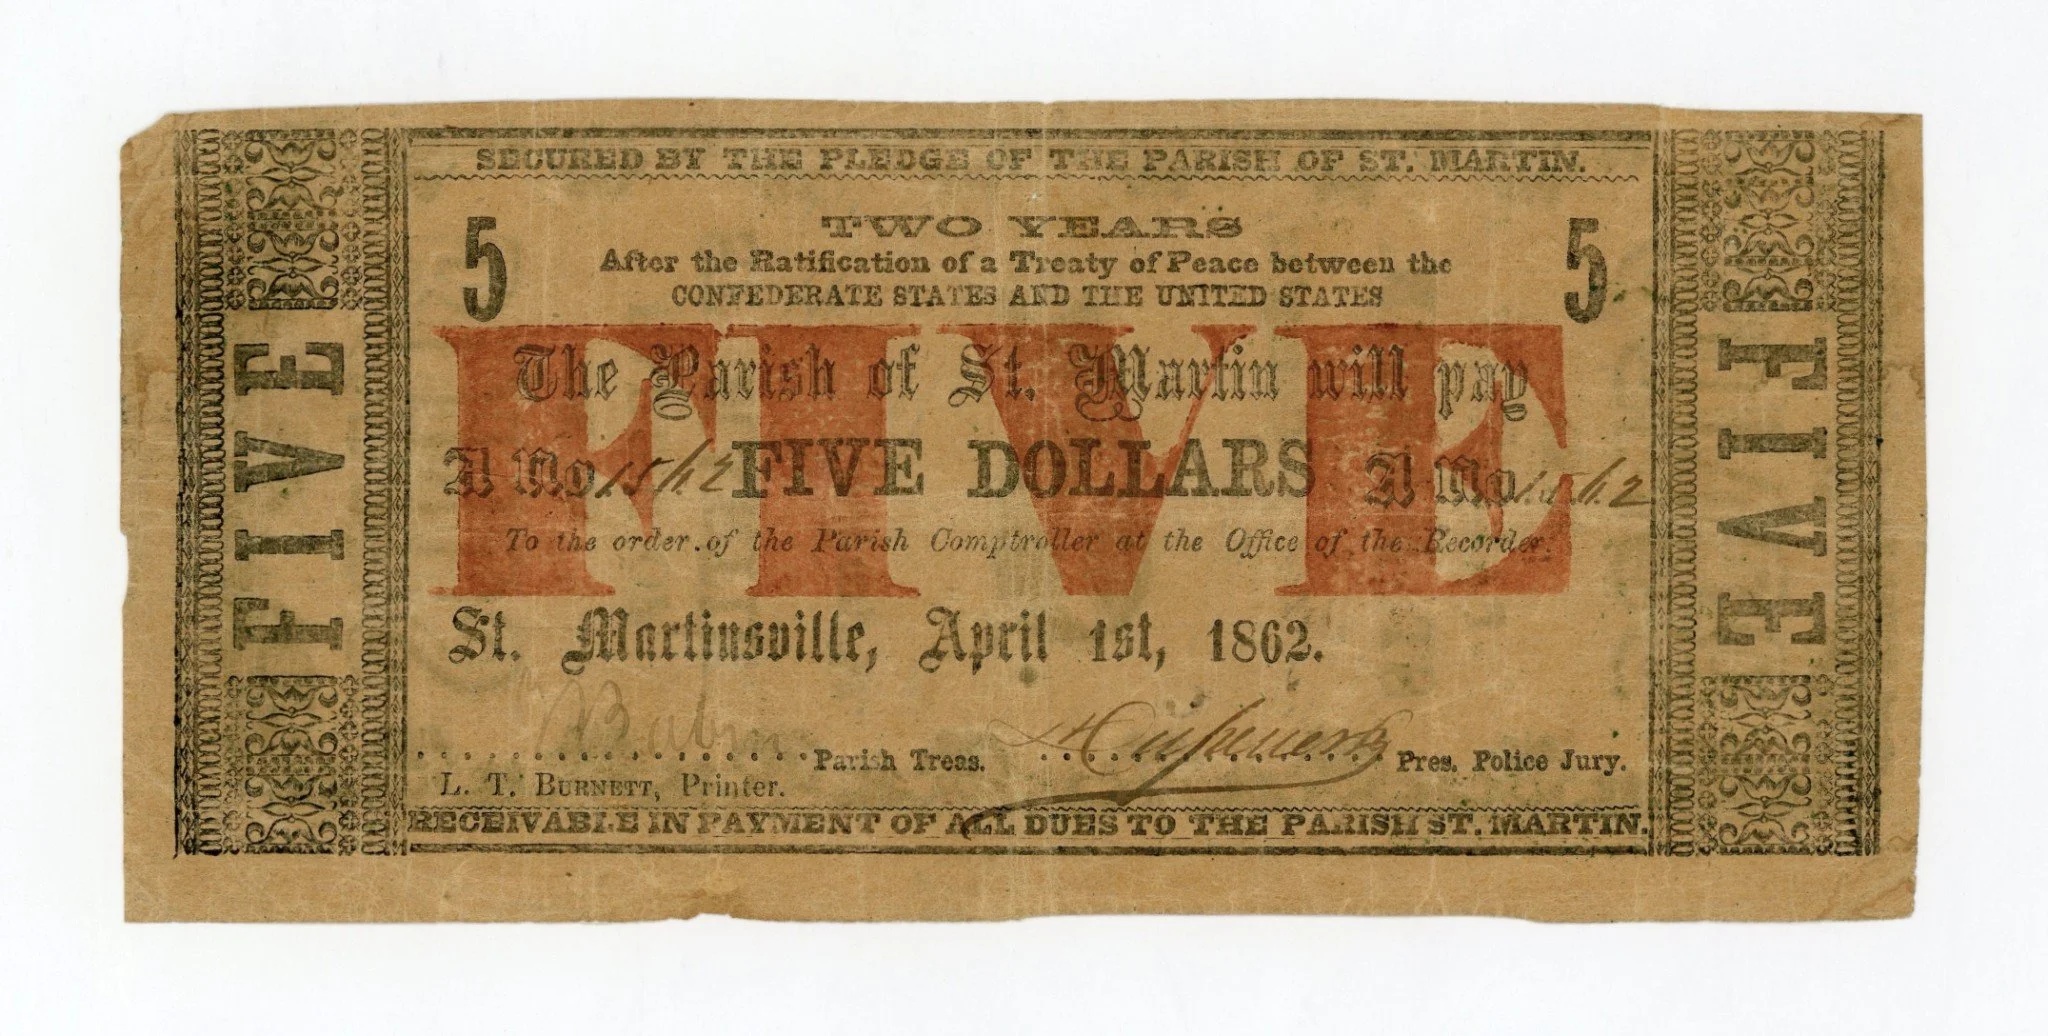 SECURED BY THE PLEDGE OF THE PARISH OF ST. MARTIN.
5 5
TWO YEARS
After the Ratification of a Treaty of Peace between the
CONFEDERATE STATES AND THE UNITED STATES
FIVE
The Parish of St. Martin will pay
A No. FIVE DOLLARS A No
To the order of the Parish Comptroller at the Office of the Recorder.
St. Martinsville, April 1st, 1862.
Parish Treas. Pres. Police Jury.
L. T. BURNETT, Printer.
RECEIVABLE IN PAYMENT OF ALL DUES TO THE PARISH ST. MARTIN.
FIVE
FIVE